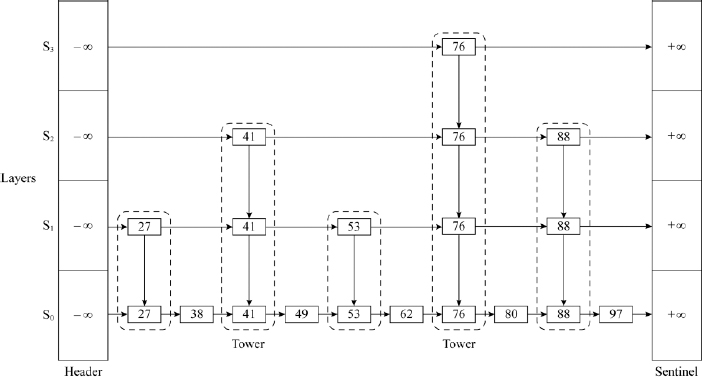 S₃ −∞ 76 +∞
S₂ −∞ 41 76 88 +∞
Layers
S₁ −∞ 27 41 53 76 88 +∞
S₀ −∞ 27 38 41 49 53 62 76 80 88 97 +∞
Tower Tower
Header Sentinel